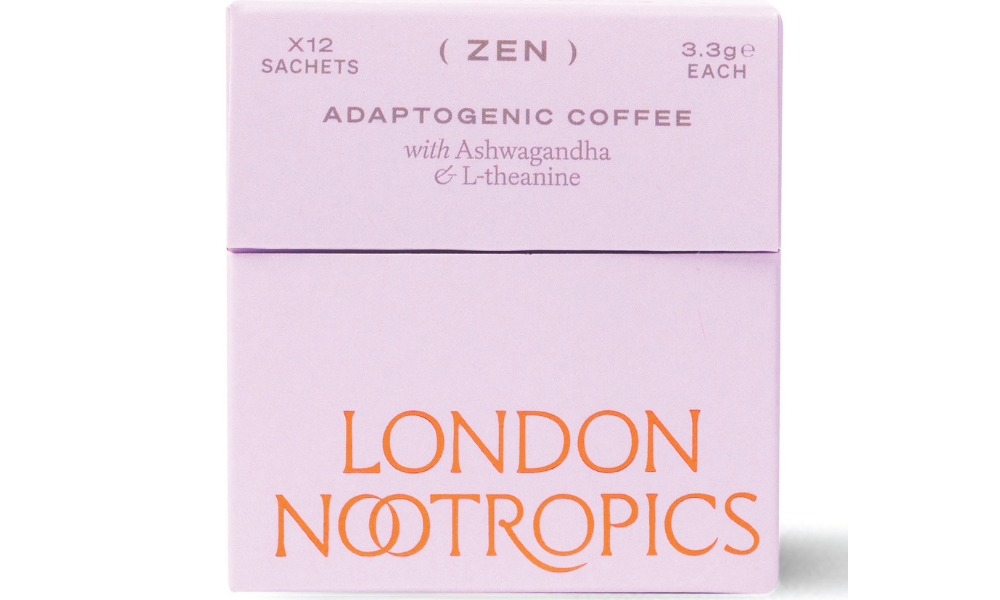 X12
SACHETS
( ZEN )
3.3g℮
EACH
ADAPTOGENIC COFFEE
with Ashwagandha
& L-theanine
LONDON
NOOTROPICS